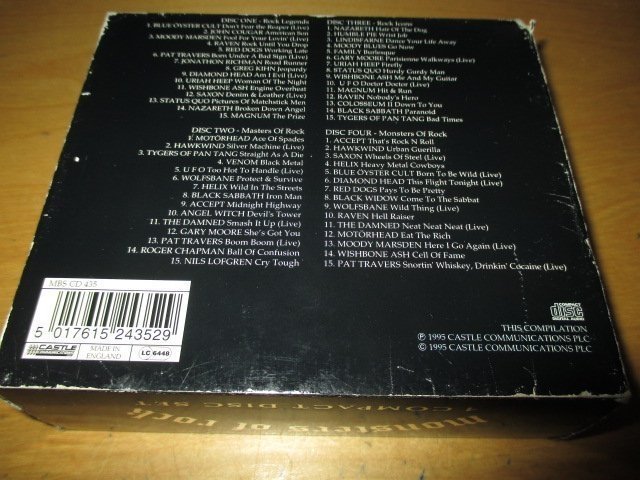 DISC ONE - Rock Legends
1. BLUE ÖYSTER CULT Don't Fear the Reaper (Live)
2. JOHN COUGAR American Son
3. MOODY MARSDEN Fool For Your Lovin' (Live)
4. RAVEN Rock Until You Drop
5. RED DOGS Working Late
6. PAT TRAVERS Born Under A Bad Sign (Live)
7. JONATHON RICHMAN Road Runner
8. GREG KIHN Jeopardy
9. DIAMOND HEAD Am I Evil (Live)
10. URIAH HEEP Woman Of The Night
11. WISHBONE ASH Engine Overheat
12. SAXON Denim & Leather (Live)
13. STATUS QUO Pictures Of Matchstick Men
14. NAZARETH Broken Down Angel
15. MAGNUM The Prize
DISC TWO - Masters Of Rock
1. MOTÖRHEAD Ace Of Spades
2. HAWKWIND Silver Machine (Live)
3. TYGERS OF PAN TANG Straight As A Die
4. VENOM Black Metal
5. U F O Too Hot To Handle (Live)
6. WOLFSBANE Protect & Survive
7. HELIX Wild In The Streets
8. BLACK SABBATH Iron Man
9. ACCEPT Midnight Highway
10. ANGEL WITCH Devil's Tower
11. THE DAMNED Smash It Up (Live)
12. GARY MOORE She's Got You
13. PAT TRAVERS Boom Boom (Live)
14. ROGER CHAPMAN Ball Of Confusion
15. NILS LOFGREN Cry Tough
DISC THREE - Rock Icons
1. NAZARETH Hair Of The Dog
2. HUMBLE PIE Wrist Job
3. LINDISFARNE Dance Your Life Away
4. MOODY BLUES Go Now
5. FAMILY Burlesque
6. GARY MOORE Parisienne Walkways (Live)
7. URIAH HEEP Firefly
8. STATUS QUO Hurdy Gurdy Man
9. WISHBONE ASH Me And My Guitar
10. U F O Doctor Doctor (Live)
11. MAGNUM Hit & Run
12. RAVEN Nobody's Hero
13. COLOSSEUM II Down To You
14. BLACK SABBATH Paranoid
15. TYGERS OF PAN TANG Bad Times
DISC FOUR - Monsters Of Rock
1. ACCEPT That's Rock N Roll
2. HAWKWIND Urban Guerilla
3. SAXON Wheels Of Steel (Live)
4. HELIX Heavy Metal Cowboys
5. BLUE ÖYSTER CULT Born To Be Wild (Live)
6. DIAMOND HEAD This Flight Tonight (Live)
7. RED DOGS Pays To Be Pretty
8. BLACK WIDOW Come To The Sabbat
9. WOLFSBANE Wild Thing (Live)
10. RAVEN Hell Raiser
11. THE DAMNED Neat Neat Neat (Live)
12. MOTÖRHEAD Eat The Rich
13. MOODY MARSDEN Here I Go Again (Live)
14. WISHBONE ASH Cell Of Fame
15. PAT TRAVERS Snortin' Whiskey, Drinkin' Cocaine (Live)
MBS CD 435
5 017615 243529
CASTLE
MADE IN
ENGLAND
LC 6448
COMPACT
disc
DIGITAL AUDIO
THIS COMPILATION
℗ 1995 CASTLE COMMUNICATIONS PLC
© 1995 CASTLE COMMUNICATIONS PLC
monsters of rock
COMPACT DISC SET